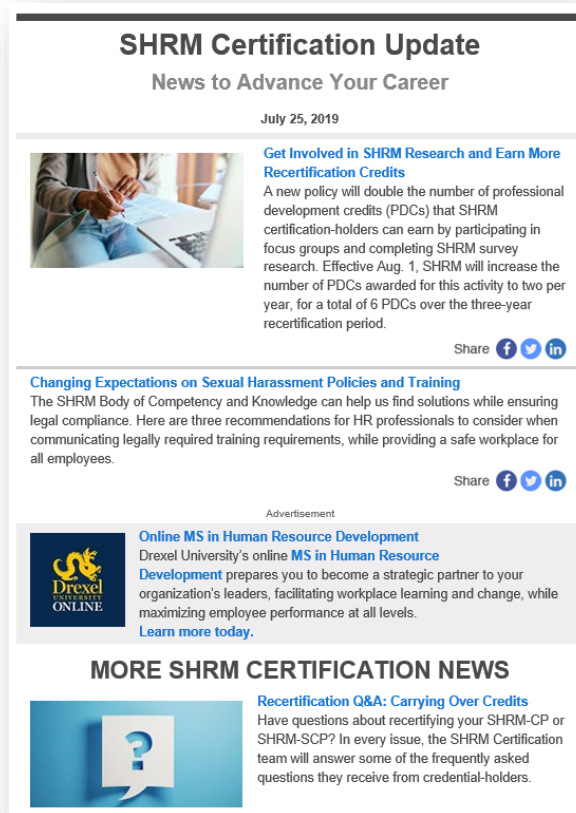 SHRM Certification Update
News to Advance Your Career
July 25, 2019
Get Involved in SHRM Research and Earn More
Recertification Credits
A new policy will double the number of professional
development credits (PDCs) that SHRM
certification-holders can earn by participating in
focus groups and completing SHRM survey
research. Effective Aug. 1, SHRM will increase the
number of PDCs awarded for this activity to two per
year, for a total of 6 PDCs over the three-year
recertification period.
Share f in
Changing Expectations on Sexual Harassment Policies and Training
The SHRM Body of Competency and Knowledge can help us find solutions while ensuring
legal compliance. Here are three recommendations for HR professionals to consider when
communicating legally required training requirements, while providing a safe workplace for
all employees.
Share f in
Advertisement
Drexel
UNIVERSITY
ONLINE
Online MS in Human Resource Development
Drexel University's online MS in Human Resource
Development prepares you to become a strategic partner to your
organization's leaders, facilitating workplace learning and change, while
maximizing employee performance at all levels.
Learn more today.
MORE SHRM CERTIFICATION NEWS
?
Recertification Q&A: Carrying Over Credits
Have questions about recertifying your SHRM-CP or
SHRM-SCP? In every issue, the SHRM Certification
team will answer some of the frequently asked
questions they receive from credential-holders.